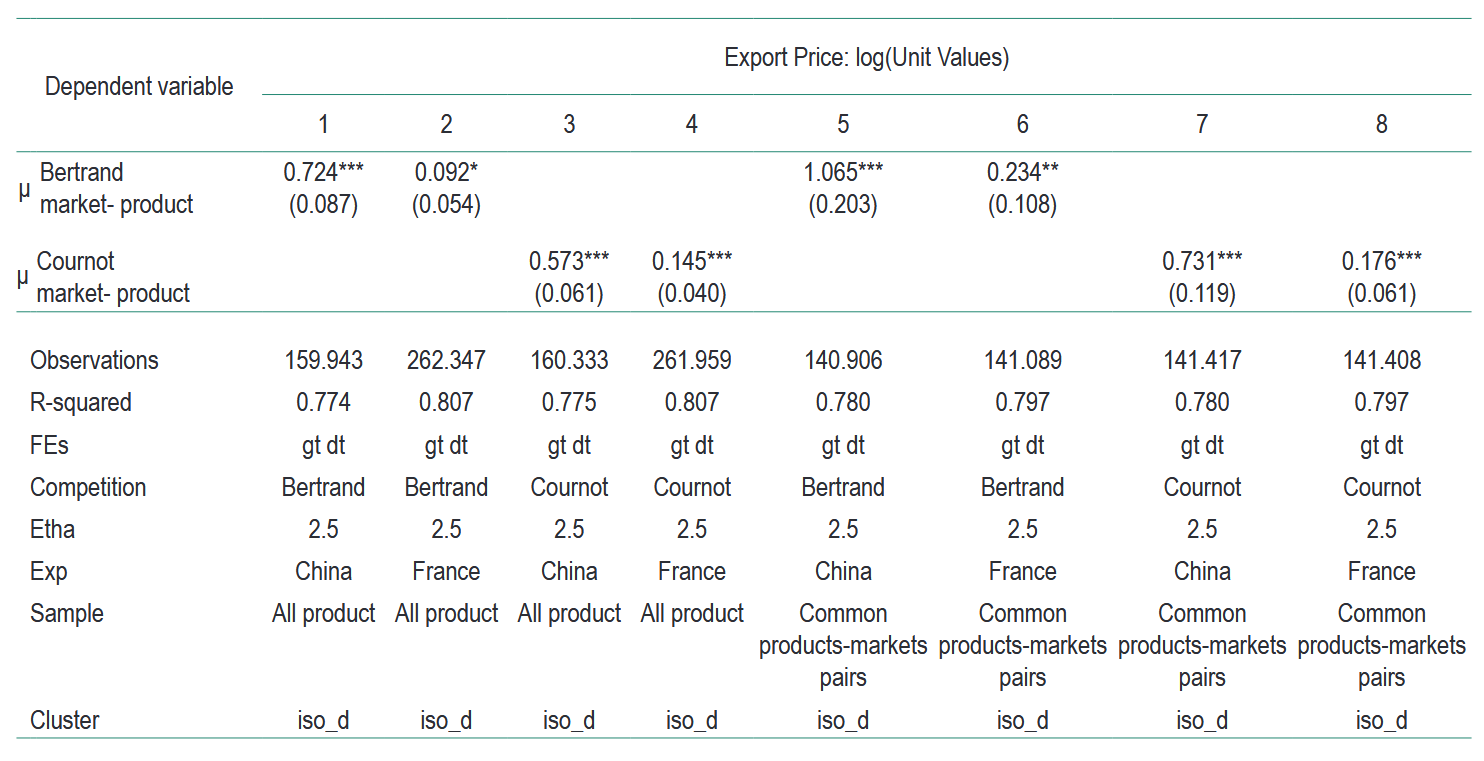 Export Price: log(Unit Values)
Dependent variable
1 2 3 4 5 6 7 8
μ Bertrand 0.724*** 0.092* 1.065*** 0.234**
market- product (0.087) (0.054) (0.203) (0.108)
μ Cournot 0.573*** 0.145*** 0.731*** 0.176***
market- product (0.061) (0.040) (0.119) (0.061)
Observations 159.943 262.347 160.333 261.959 140.906 141.089 141.417 141.408
R-squared 0.774 0.807 0.775 0.807 0.780 0.797 0.780 0.797
FEs gt dt gt dt gt dt gt dt gt dt gt dt gt dt gt dt
Competition Bertrand Bertrand Cournot Cournot Bertrand Bertrand Cournot Cournot
Etha 2.5 2.5 2.5 2.5 2.5 2.5 2.5 2.5
Exp China France China France China France China France
Sample All product All product All product All product Common Common Common Common
products-markets products-markets products-markets products-markets
pairs pairs pairs pairs
Cluster iso_d iso_d iso_d iso_d iso_d iso_d iso_d iso_d